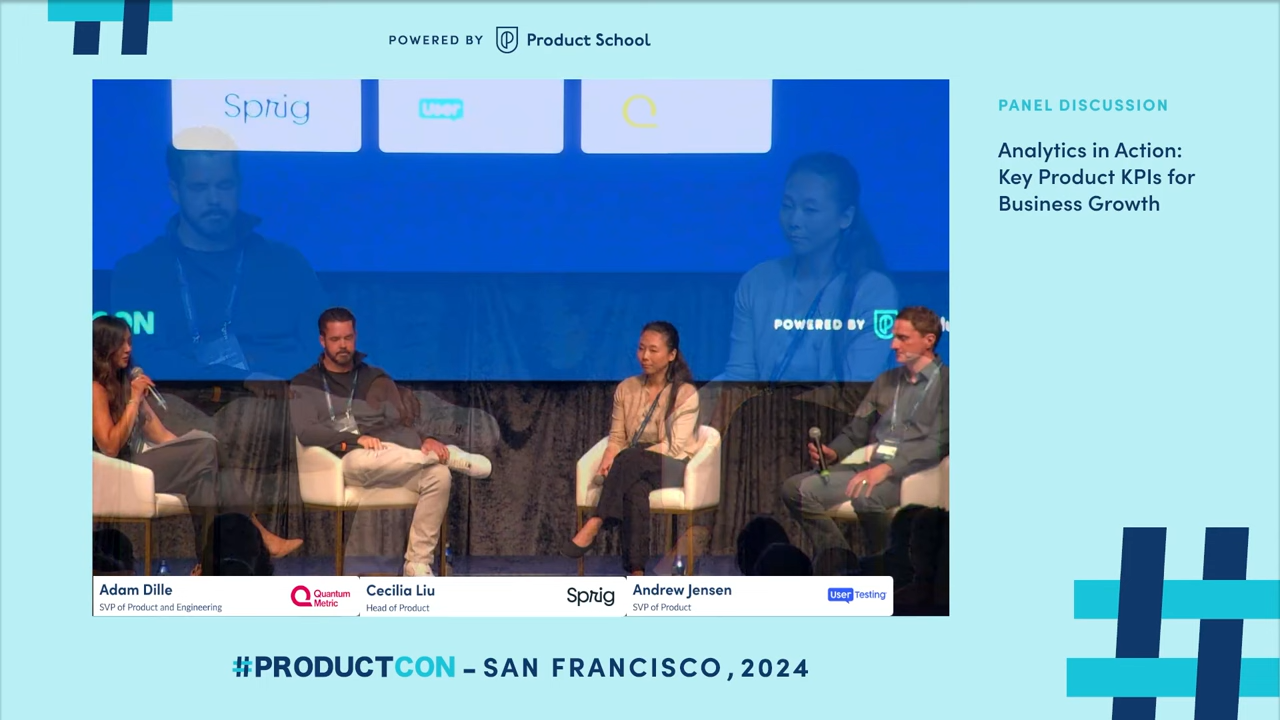 POWERED BY Product School
PANEL DISCUSSION
Analytics in Action:
Key Product KPIs for
Business Growth
Sprig
User
CON
POWERED BY
Adam Dille
SVP of Product and Engineering
Quantum
Metric
Cecilia Liu
Head of Product
Sprig
Andrew Jensen
SVP of Product
User Testing
#PRODUCTCON – SAN FRANCISCO, 2024